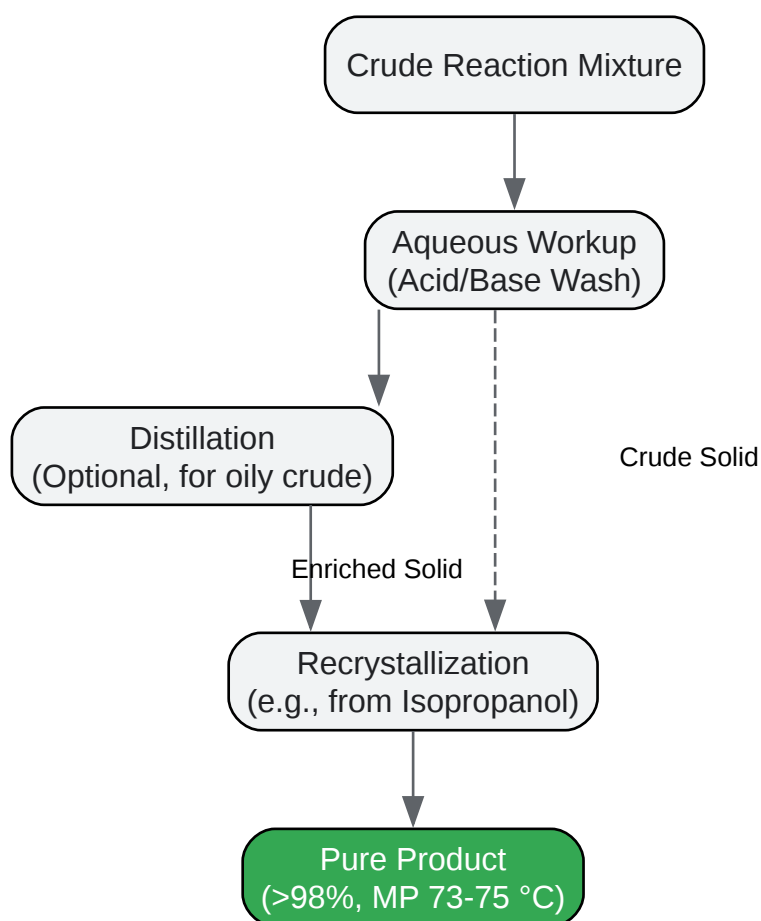 Crude Reaction Mixture
Aqueous Workup
(Acid/Base Wash)
Distillation
(Optional, for oily crude)
Crude Solid
Enriched Solid
Recrystallization
(e.g., from Isopropanol)
Pure Product
(>98%, MP 73-75 °C)